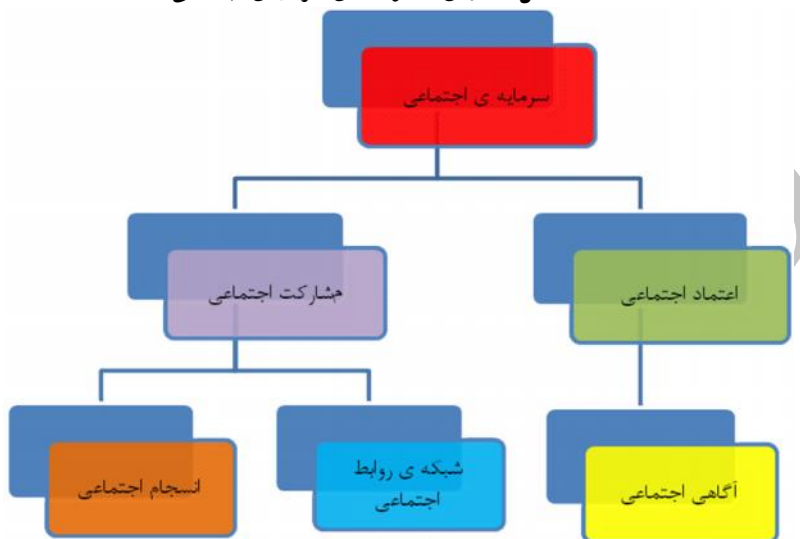 سرمایه ی اجتماعی
اعتماد اجتماعی
مشارکت اجتماعی
آگاهی اجتماعی
شبکه ی روابط
اجتماعی
انسجام اجتماعی